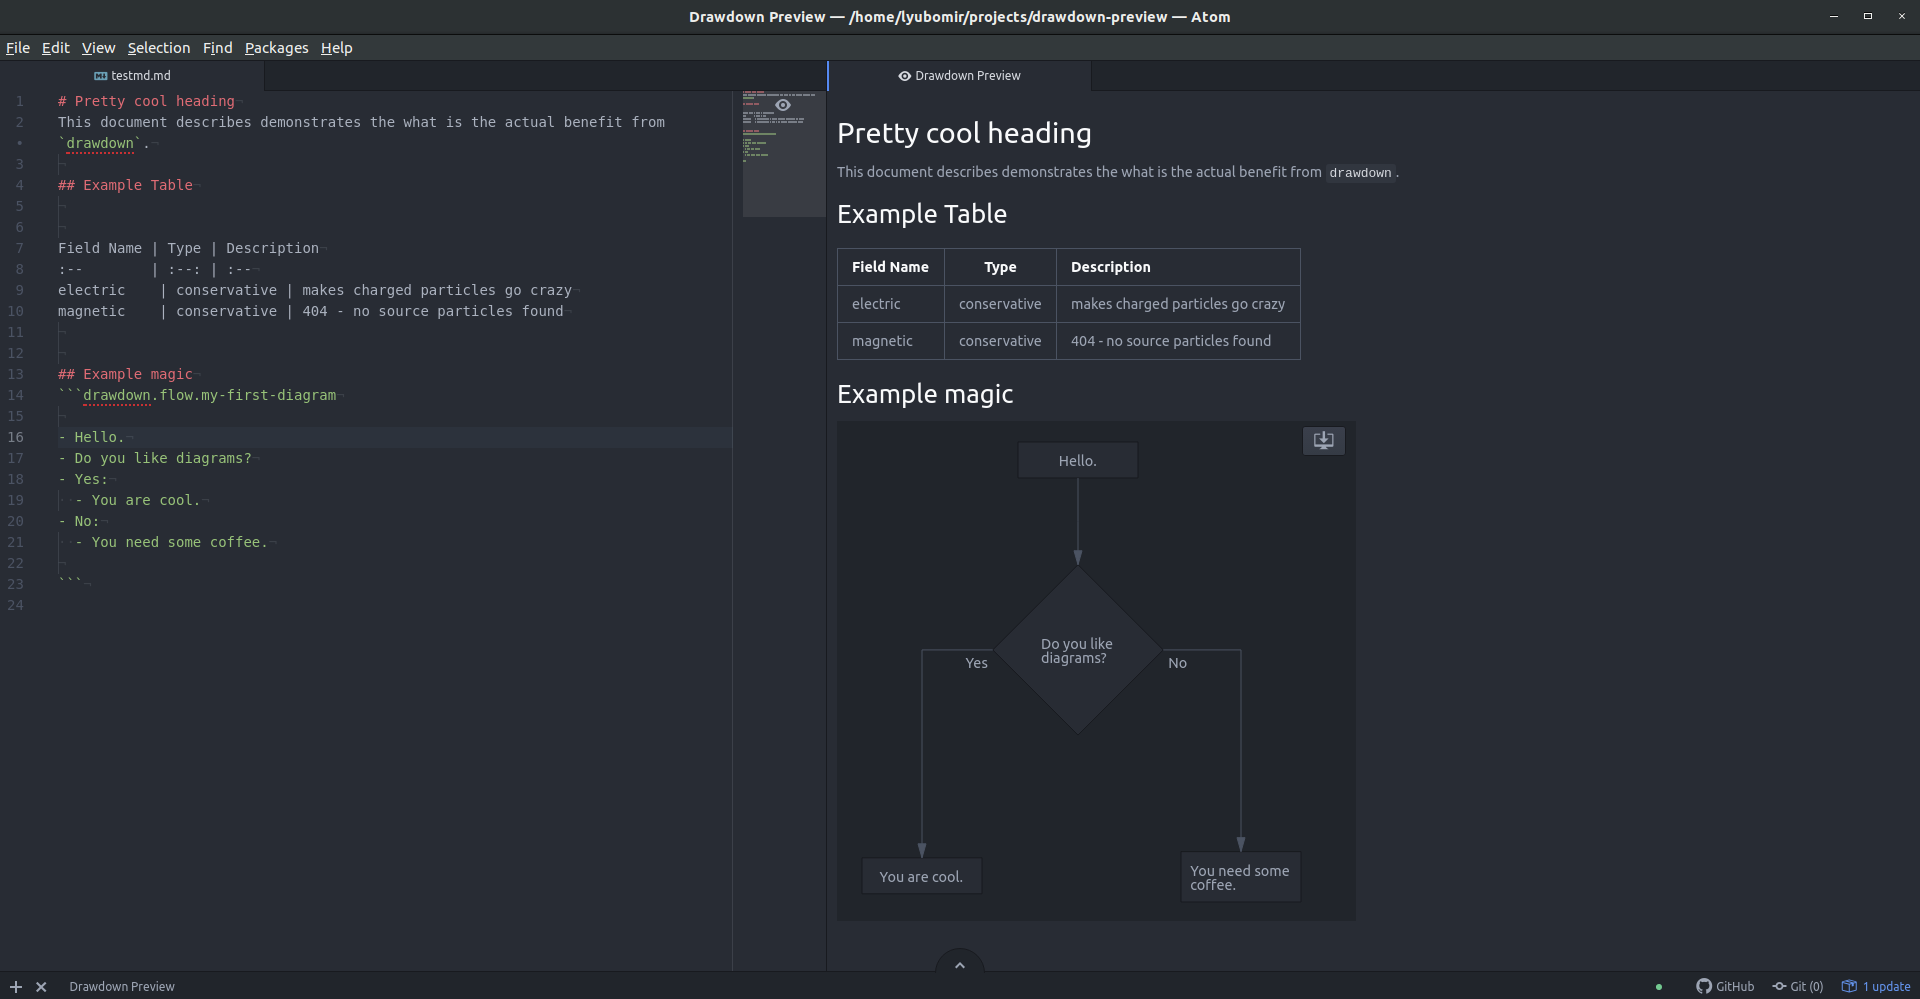 Drawdown Preview — /home/lyubomir/projects/drawdown-preview — Atom
File Edit View Selection Find Packages Help
testmd.md
1 # Pretty cool heading
2 This document describes demonstrates the what is the actual benefit from
• `drawdown`.
3
4 ## Example Table
5
6
7 Field Name | Type | Description
8 :--        | :--: | :--
9 electric    | conservative | makes charged particles go crazy
10 magnetic    | conservative | 404 - no source particles found
11
12
13 ## Example magic
14 ```drawdown.flow.my-first-diagram
15
16 - Hello.
17 - Do you like diagrams?
18 - Yes:
19   - You are cool.
20 - No:
21   - You need some coffee.
22
23 ```
24
Drawdown Preview
Pretty cool heading
This document describes demonstrates the what is the actual benefit from drawdown.
Example Table
Field Name Type Description
electric conservative makes charged particles go crazy
magnetic conservative 404 - no source particles found
Example magic
Hello.
Do you like
diagrams?
Yes
No
You are cool.
You need some
coffee.
Drawdown Preview
GitHub Git (0) 1 update